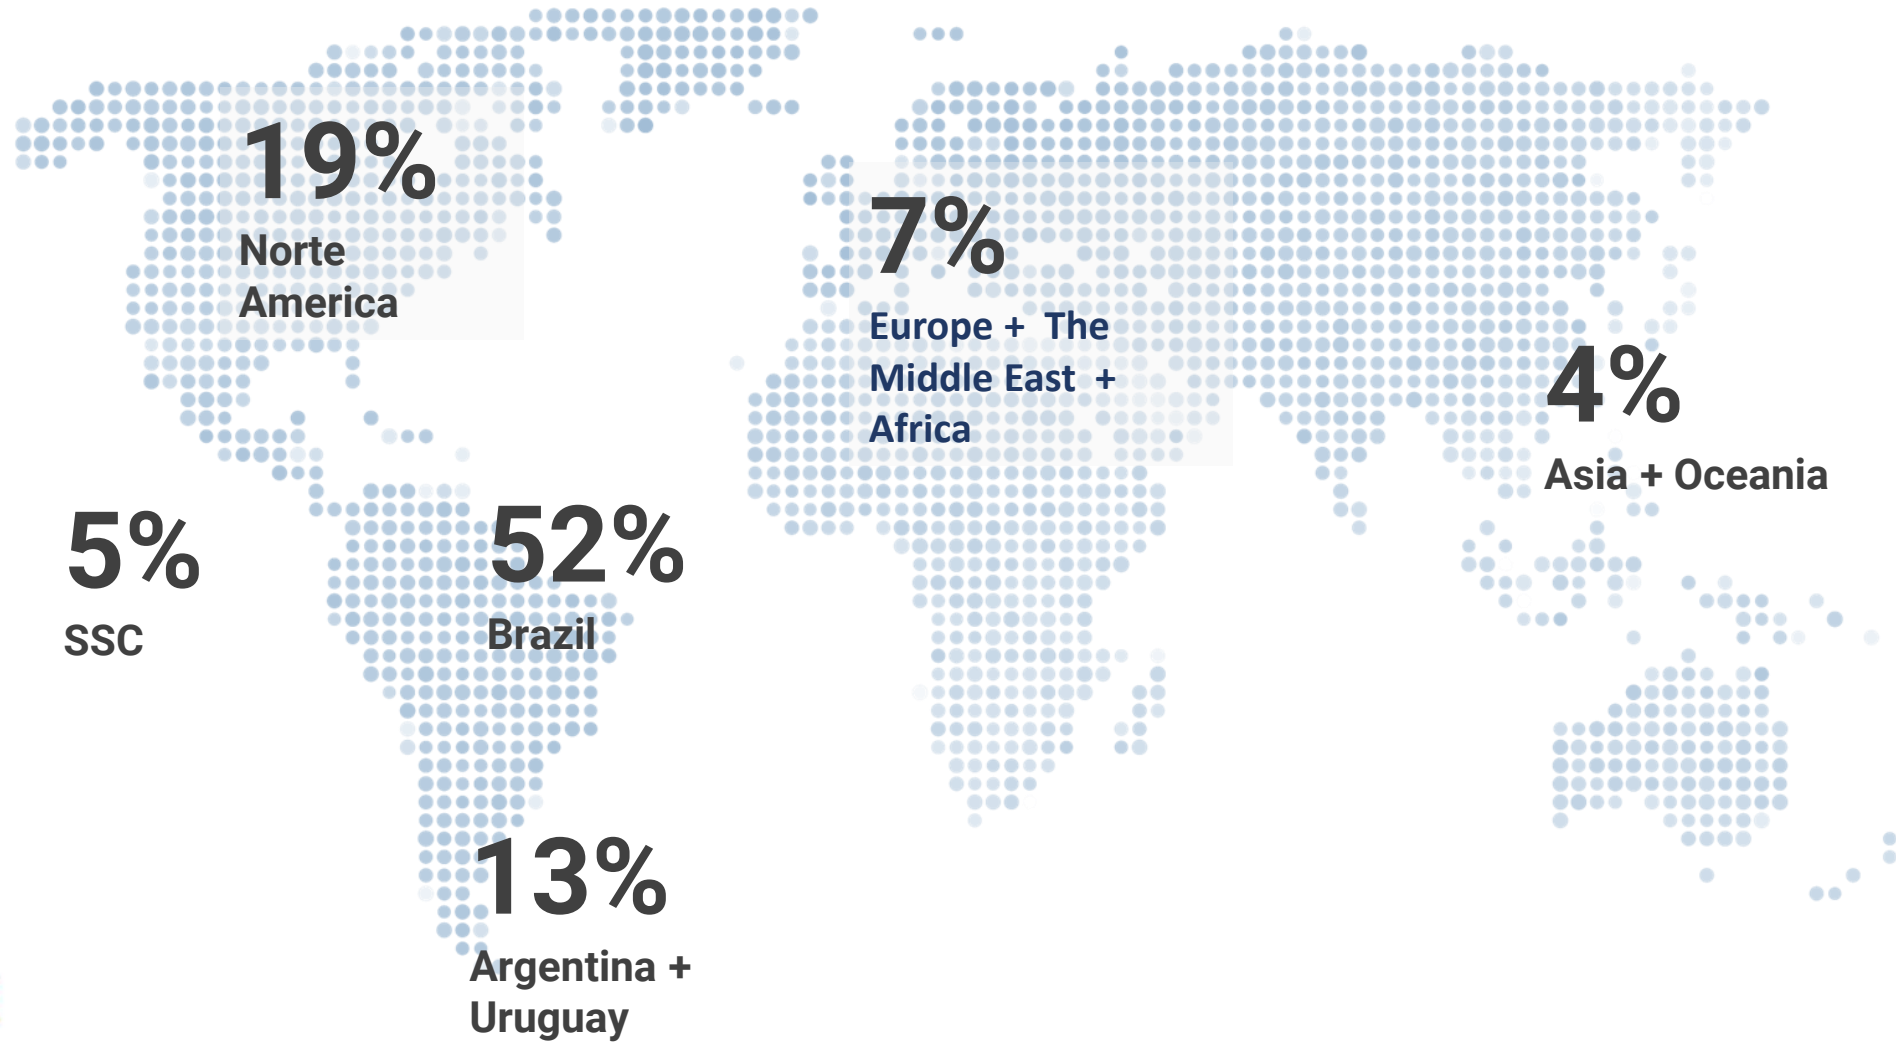 19%
Norte
America
7%
Europe + The
Middle East +
Africa
4%
Asia + Oceania
5%
SSC
52%
Brazil
13%
Argentina +
Uruguay